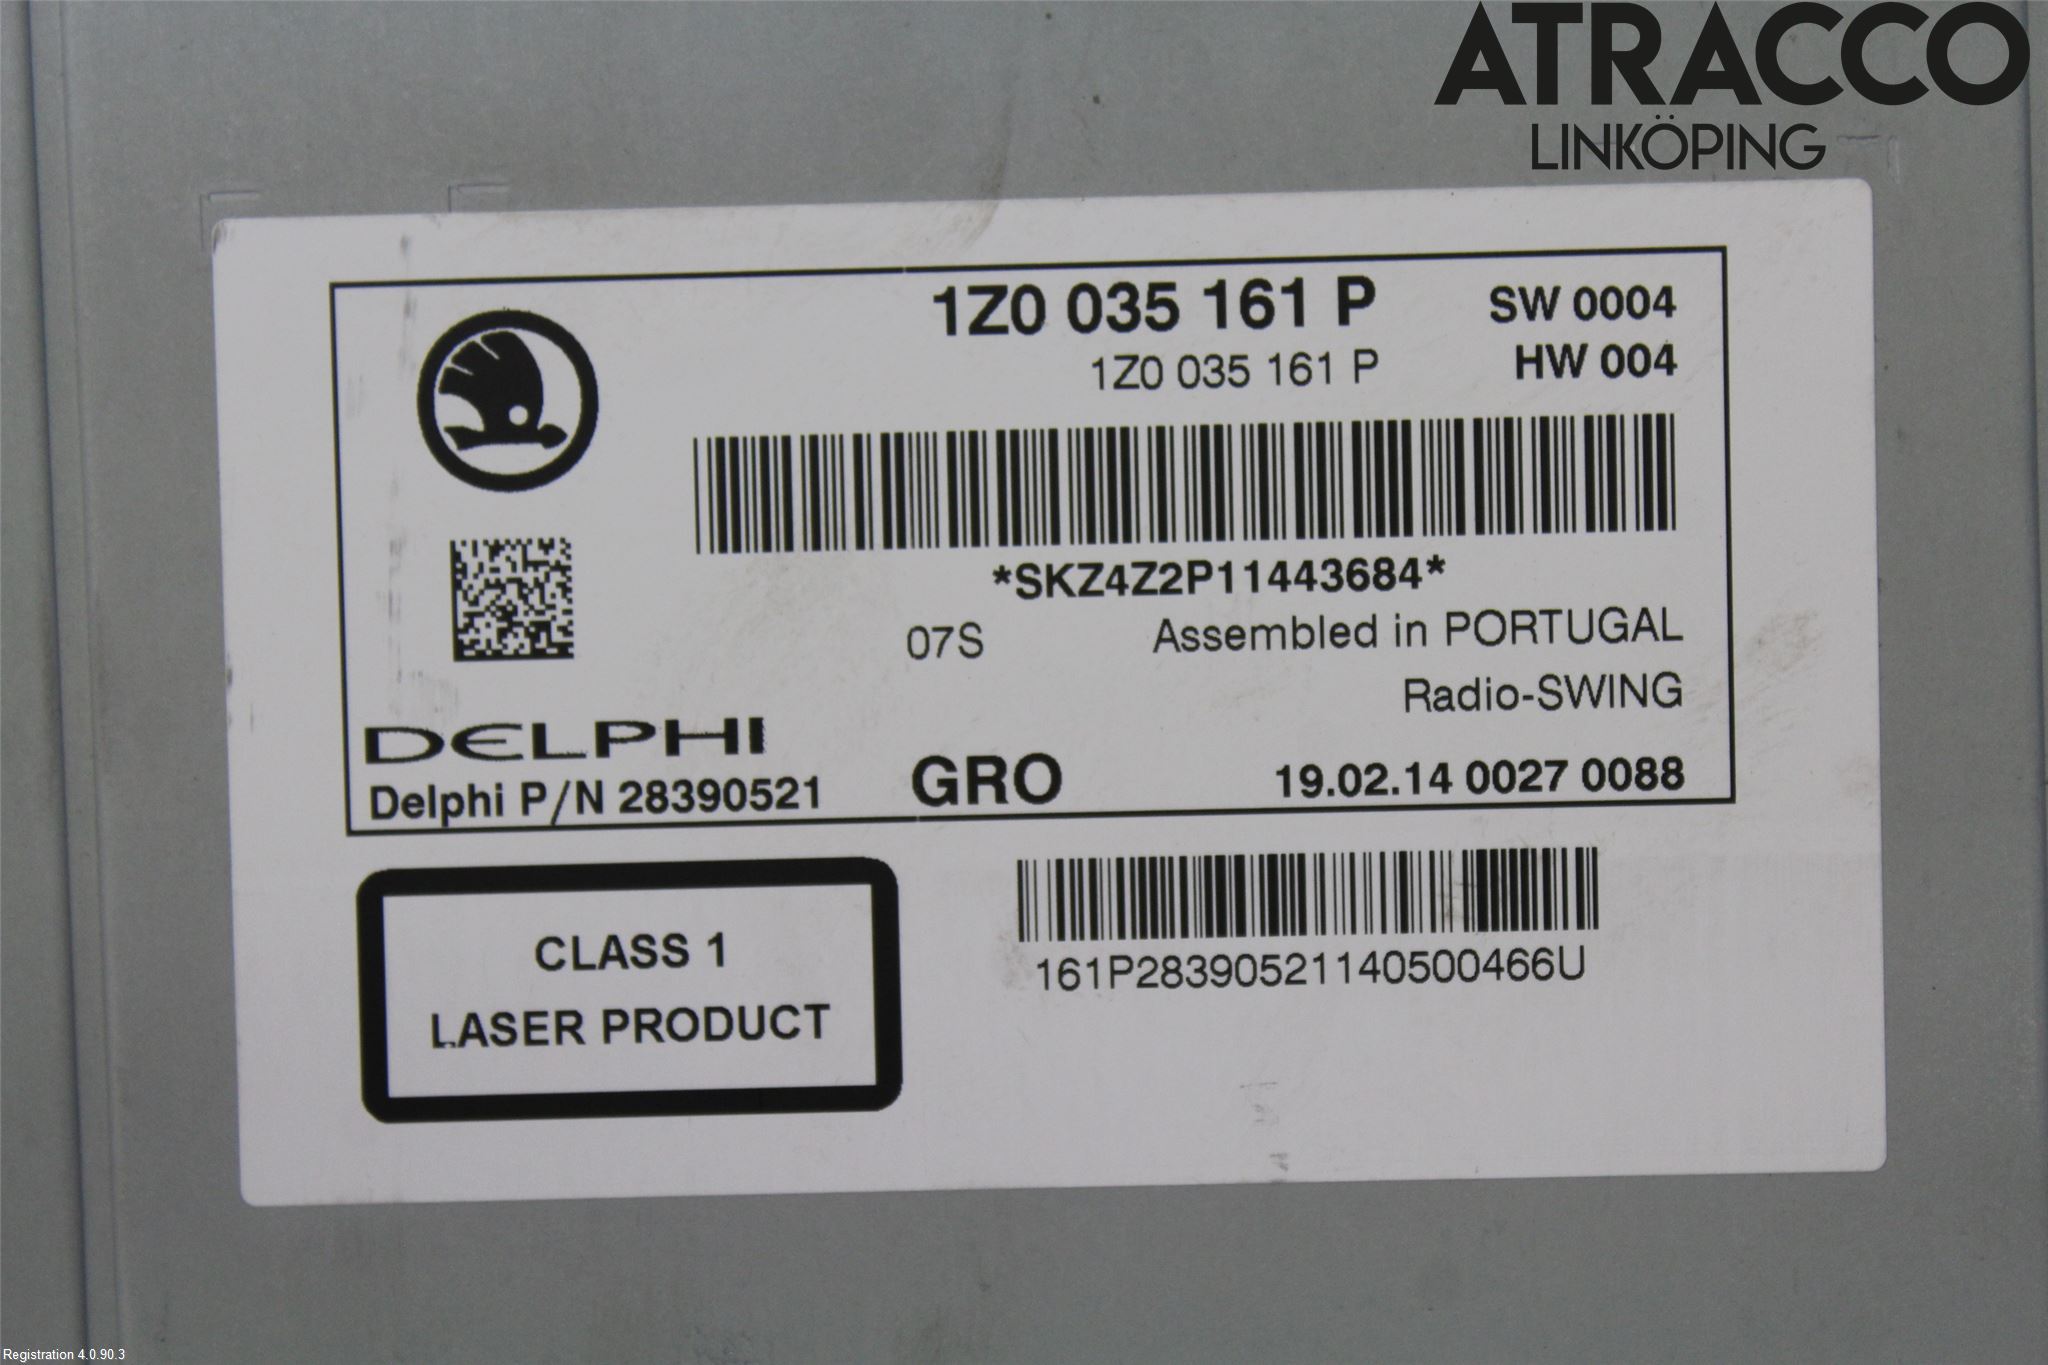 ATRACCO
LINKÖPING
1Z0 035 161 P
SW 0004
1Z0 035 161 P
HW 004
*SKZ4Z2P11443684*
07S
Assembled in PORTUGAL
Radio-SWING
DELPHI
Delphi P/N 28390521
GRO
19.02.14 0027 0088
CLASS 1
LASER PRODUCT
161P28390521140500466U
Registration 4.0.90.3